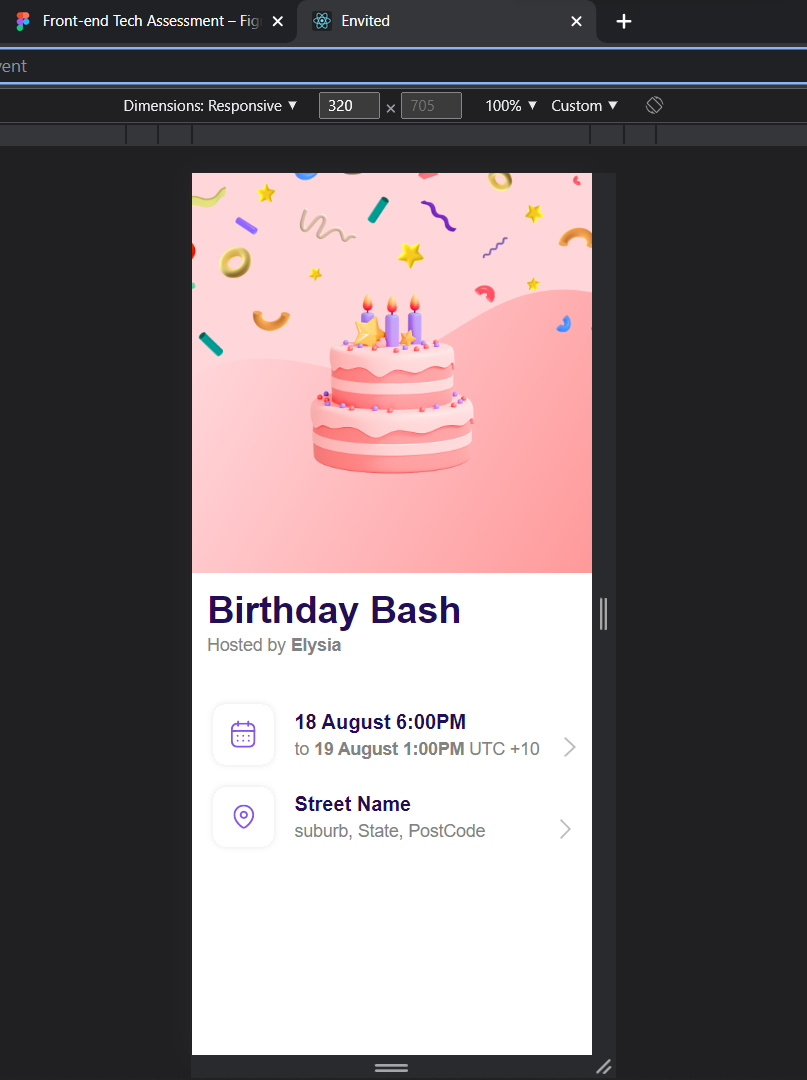 Front-end Tech Assessment – Fig
Envited
vent
Dimensions: Responsive ▼ 320 × 705 100% ▼ Custom ▼
Birthday Bash
Hosted by Elysia
18 August 6:00PM
to 19 August 1:00PM UTC +10
Street Name
suburb, State, PostCode